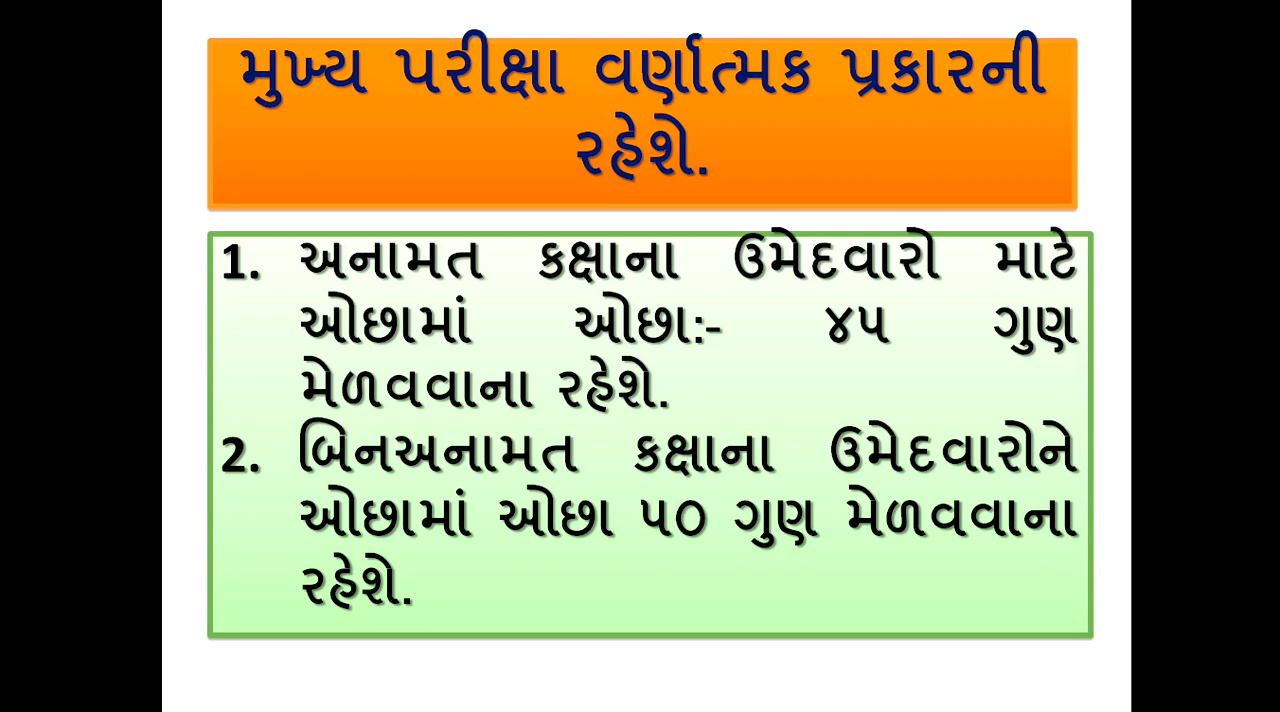 મુખ્ય પરીક્ષા વર્ણાત્મક પ્રકારની
રહેશે.
1. અનામત કક્ષાના ઉમેદવારો માટે
ઓછામાં ઓછા:- ૪૫ ગુણ
મેળવવાના રહેશે.
2. બિનઅનામત કક્ષાના ઉમેદવારોને
ઓછામાં ઓછા ૫૦ ગુણ મેળવવાના
રહેશે.